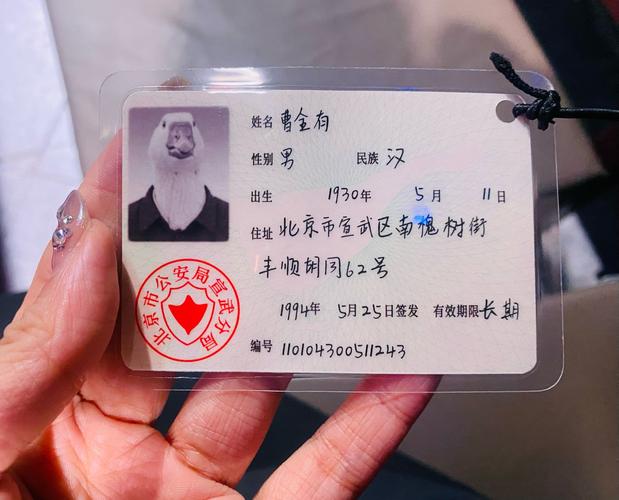 姓名 曹全有
性别 男 民族 汉
出生 1930年 5月 11日
住址 北京市宣武区南槐树街
丰顺胡同62号
1994年 5月25日签发 有效期限 长期
编号 110104300511243
北京市公安局宣武分局